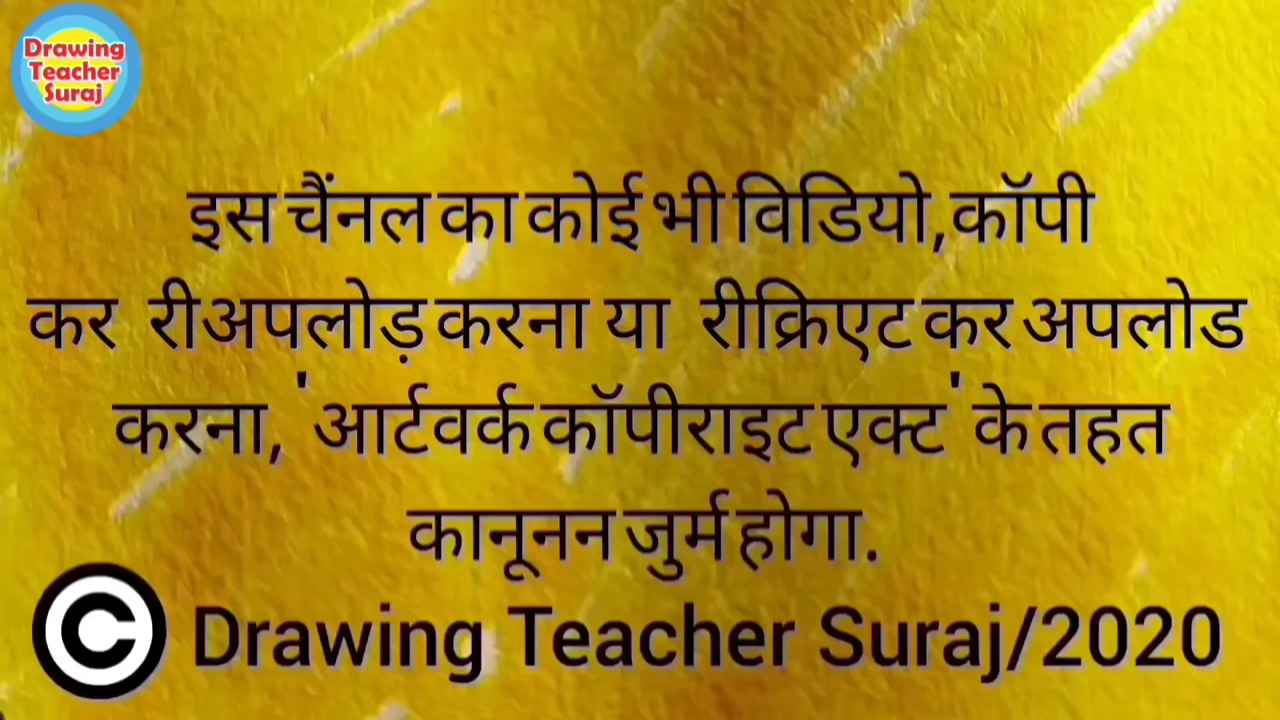 Drawing
Teacher
Suraj
इस चैंनल का कोई भी विडियो,कॉपी
कर रीअपलोड़ करना या रीक्रिएट कर अपलोड
करना, 'आर्टवर्क कॉपीराइट एक्ट' के तहत
कानूनन जुर्म होगा.
© Drawing Teacher Suraj/2020